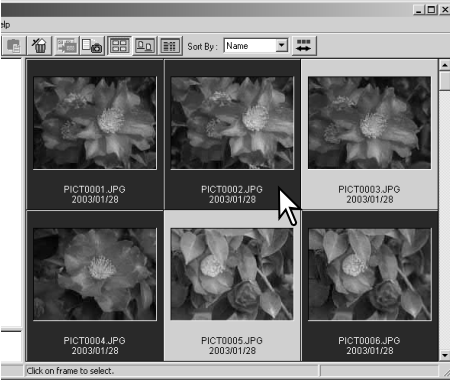 elp
Sort By: Name
PICT0001.JPG
2003/01/28
PICT0002.JPG
2003/01/28
PICT0003.JPG
2003/01/28
PICT0004.JPG
2003/01/28
PICT0005.JPG
2003/01/28
PICT0006.JPG
2003/01/28
Click on frame to select.